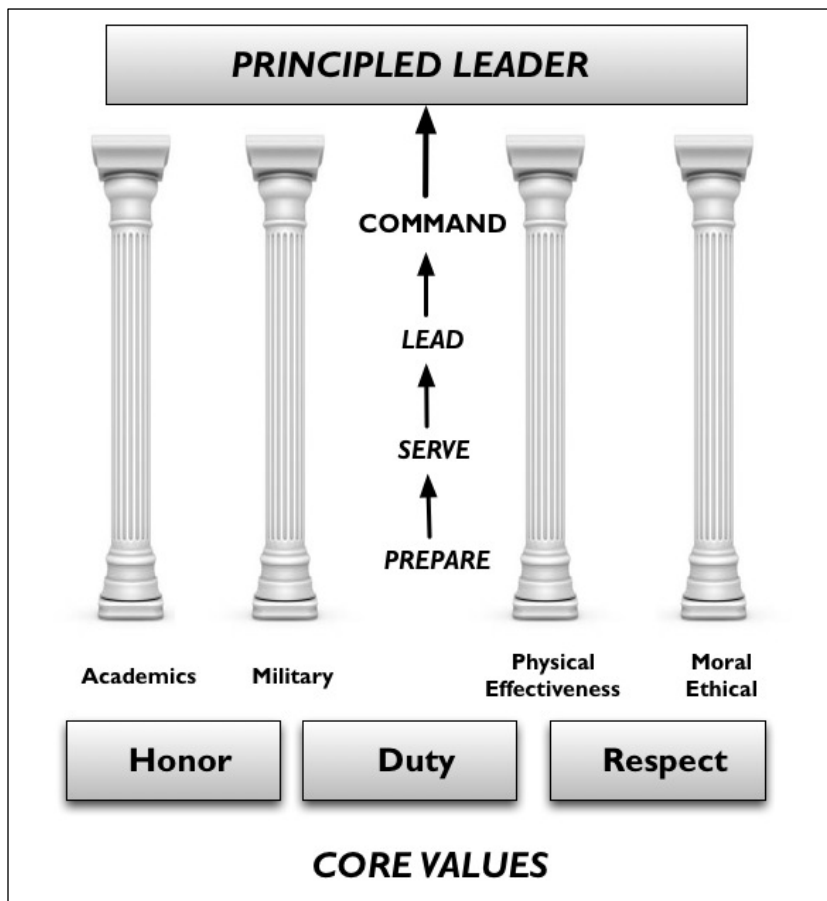 PRINCIPLED LEADER
COMMAND
LEAD
SERVE
PREPARE
Academics
Military
Physical
Effectiveness
Moral
Ethical
Honor
Duty
Respect
CORE VALUES